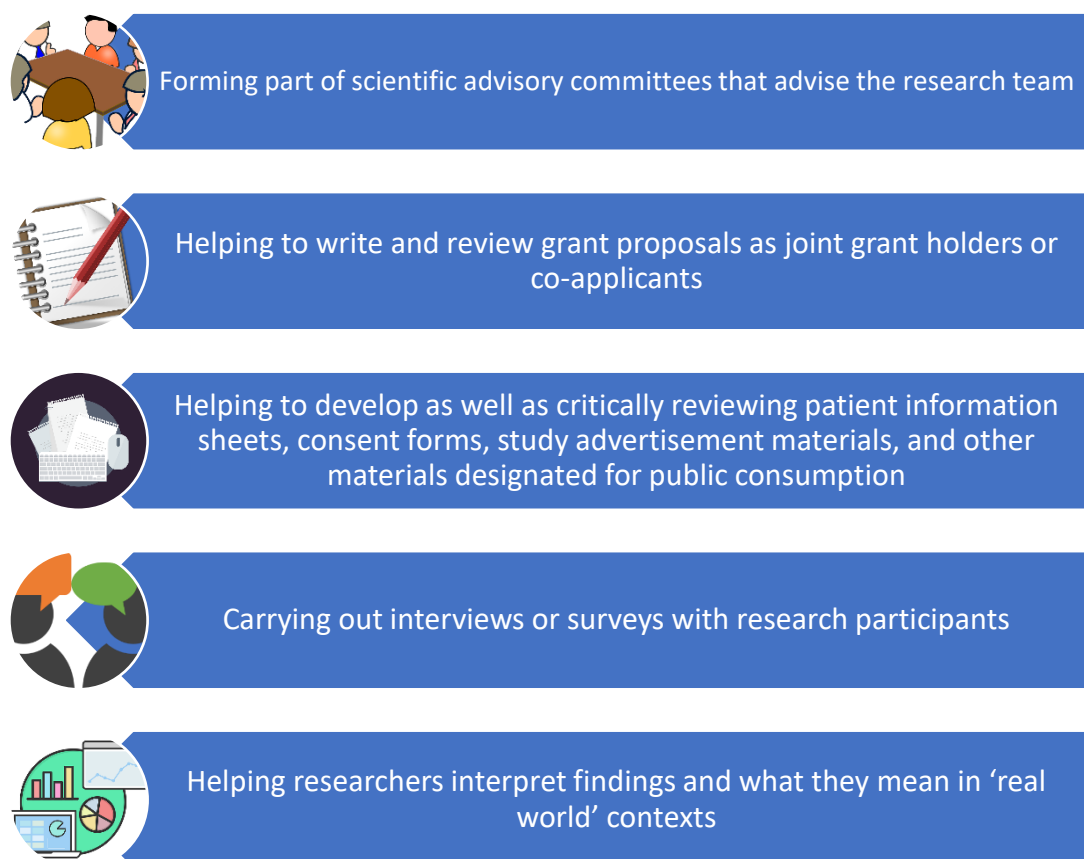 Forming part of scientific advisory committees that advise the research team
Helping to write and review grant proposals as joint grant holders or
co-applicants
Helping to develop as well as critically reviewing patient information
sheets, consent forms, study advertisement materials, and other
materials designated for public consumption
Carrying out interviews or surveys with research participants
Helping researchers interpret findings and what they mean in ‘real
world’ contexts